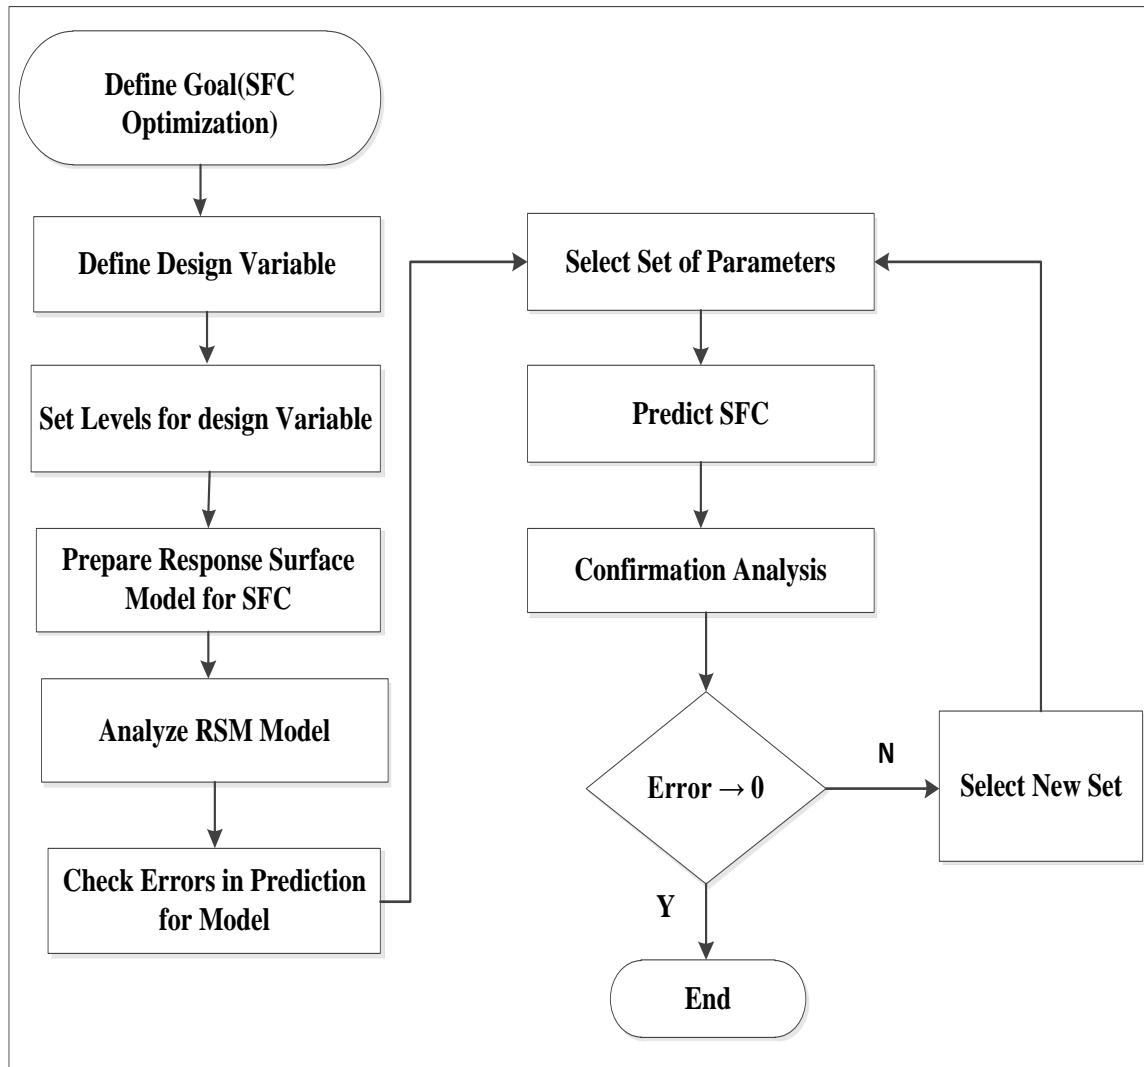 Define Goal(SFC
Optimization)
Define Design Variable
Set Levels for design Variable
Prepare Response Surface
Model for SFC
Analyze RSM Model
Check Errors in Prediction
for Model
Select Set of Parameters
Predict SFC
Confirmation Analysis
Error → 0
N
Select New Set
Y
End